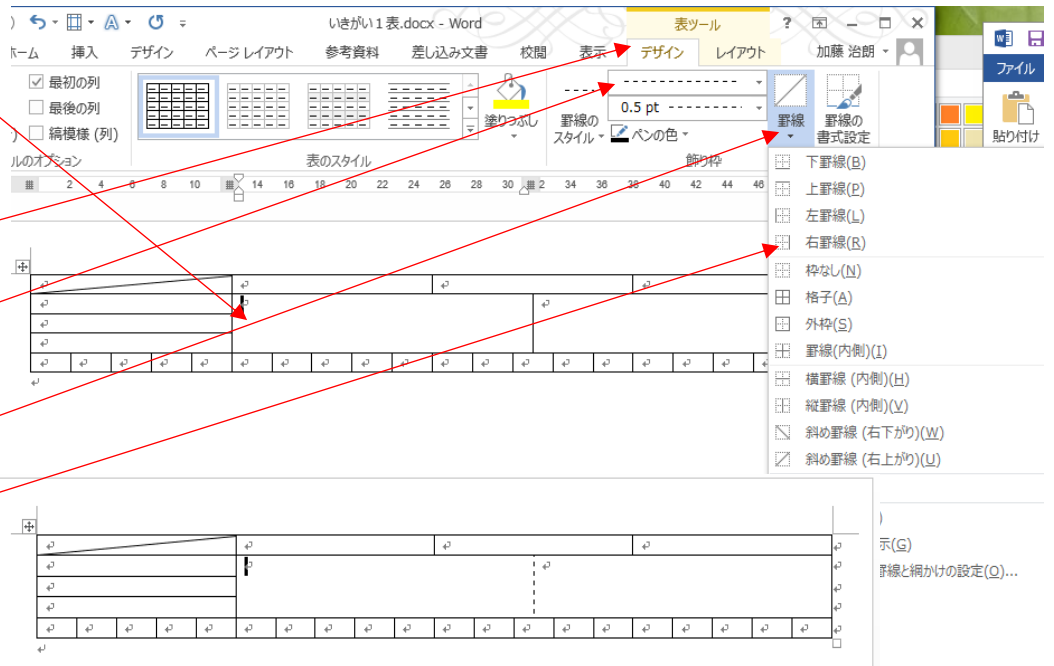 いきがい1表.docx - Word
表ツール
ホーム 挿入 デザイン ページ レイアウト 参考資料 差し込み文書 校閲 表示 デザイン レイアウト 加藤 治朗
ファイル
最初の列
最後の列
縞模様 (列)
塗りつぶし
罫線の
スタイル
0.5 pt
ペンの色
罫線
罫線の
書式設定
貼り付け
表のスタイル
飾り枠
2 4 6 8 10 14 16 18 20 22 24 26 28 30 2 34 36 38 40 42 44 46
下罫線(B)
上罫線(P)
左罫線(L)
右罫線(R)
枠なし(N)
格子(A)
外枠(S)
罫線(内側)(I)
横罫線 (内側)(H)
縦罫線 (内側)(V)
斜め罫線 (右下がり)(W)
斜め罫線 (右上がり)(U)
示(G)
罫線と網かけの設定(O)...